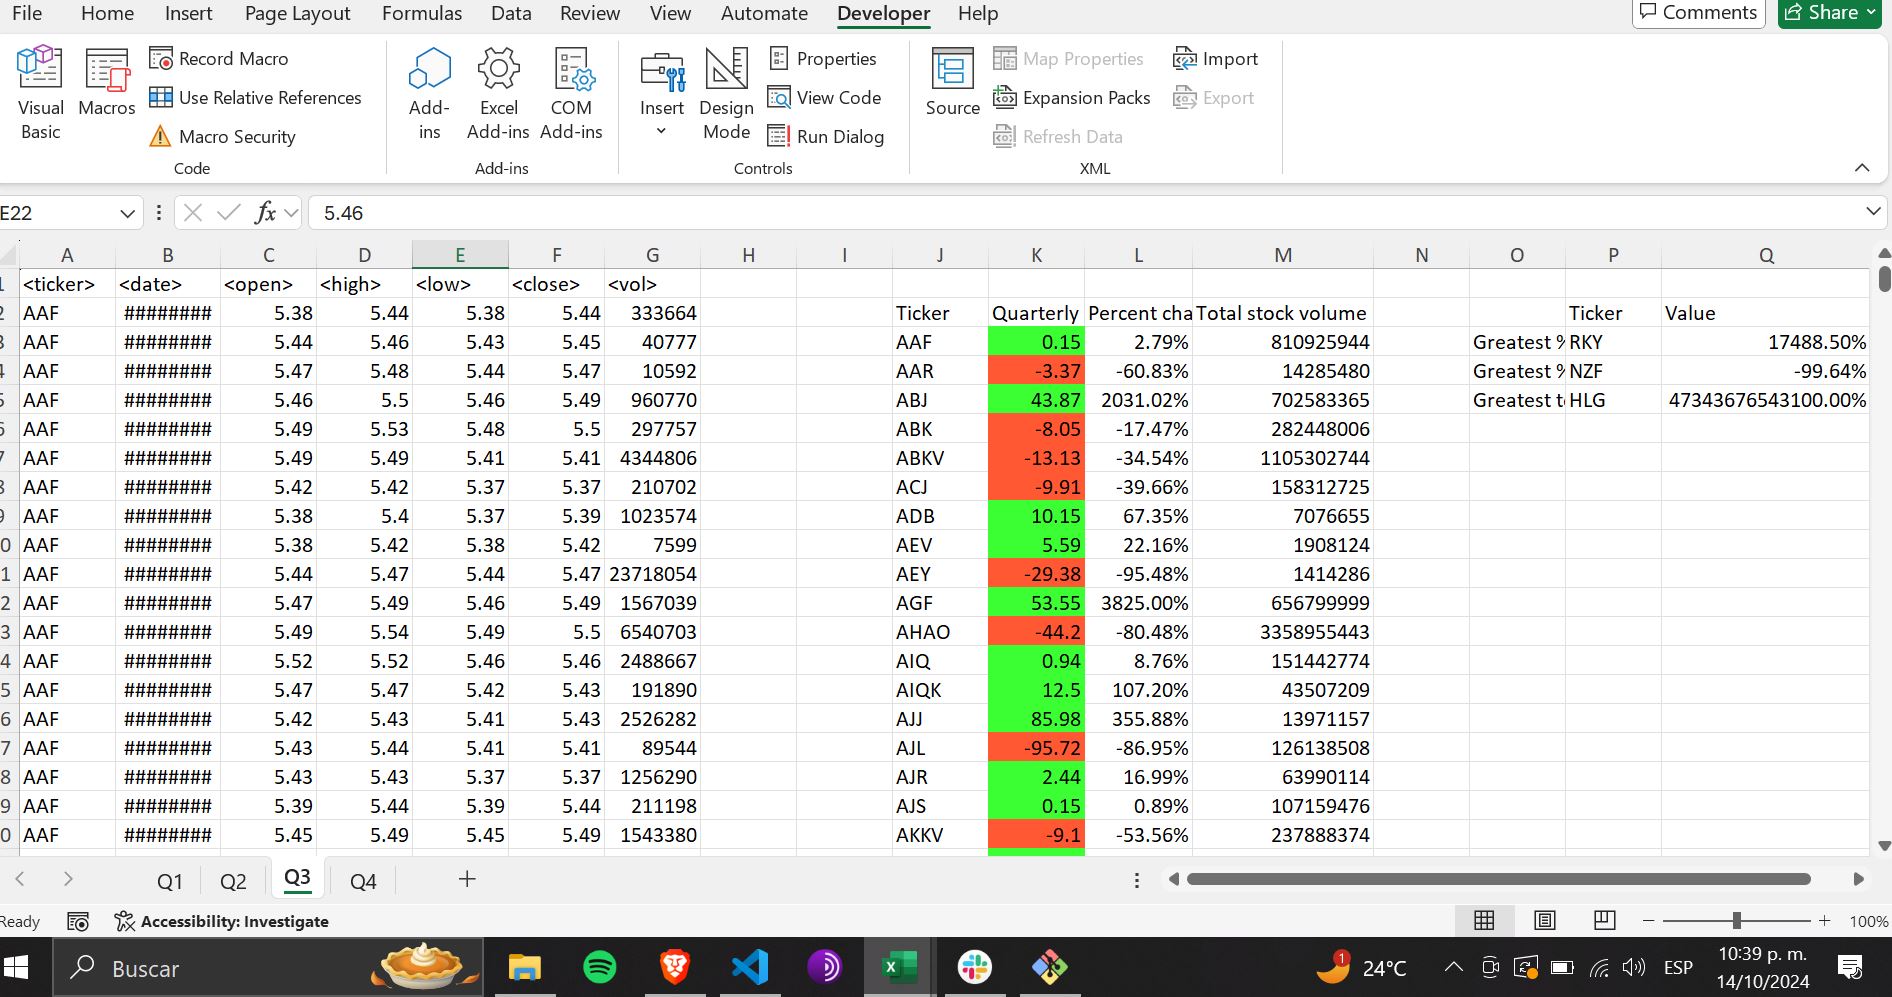 File Home Insert Page Layout Formulas Data Review View Automate Developer Help Comments Share
Visual Basic Macros Record Macro Use Relative References Macro Security Code
Add-ins Excel Add-ins COM Add-ins Add-ins
Insert Design Mode Properties View Code Run Dialog Controls
Source Map Properties Expansion Packs Refresh Data Import Export XML
E22 fx 5.46
A B C D E F G H I J K L M N O P Q
1 <ticker> <date> <open> <high> <low> <close> <vol>
2 AAF ######## 5.38 5.44 5.38 5.44 333664 Ticker Quarterly Percent cha Total stock volume Ticker Value
3 AAF ######## 5.44 5.46 5.43 5.45 40777 AAF 0.15 2.79% 810925944 Greatest % RKY 17488.50%
4 AAF ######## 5.47 5.48 5.44 5.47 10592 AAR -3.37 -60.83% 14285480 Greatest % NZF -99.64%
5 AAF ######## 5.46 5.5 5.46 5.49 960770 ABJ 43.87 2031.02% 702583365 Greatest t HLG 47343676543100.00%
6 AAF ######## 5.49 5.53 5.48 5.5 297757 ABK -8.05 -17.47% 282448006
7 AAF ######## 5.49 5.49 5.41 5.41 4344806 ABKV -13.13 -34.54% 1105302744
8 AAF ######## 5.42 5.42 5.37 5.37 210702 ACJ -9.91 -39.66% 158312725
9 AAF ######## 5.38 5.4 5.37 5.39 1023574 ADB 10.15 67.35% 7076655
0 AAF ######## 5.38 5.42 5.38 5.42 7599 AEV 5.59 22.16% 1908124
1 AAF ######## 5.44 5.47 5.44 5.47 23718054 AEY -29.38 -95.48% 1414286
2 AAF ######## 5.47 5.49 5.46 5.49 1567039 AGF 53.55 3825.00% 656799999
3 AAF ######## 5.49 5.54 5.49 5.5 6540703 AHAO -44.2 -80.48% 3358955443
4 AAF ######## 5.52 5.52 5.46 5.46 2488667 AIQ 0.94 8.76% 151442774
5 AAF ######## 5.47 5.47 5.42 5.43 191890 AIQK 12.5 107.20% 43507209
6 AAF ######## 5.42 5.43 5.41 5.43 2526282 AJJ 85.98 355.88% 13971157
7 AAF ######## 5.43 5.44 5.41 5.41 89544 AJL -95.72 -86.95% 126138508
8 AAF ######## 5.43 5.43 5.37 5.37 1256290 AJR 2.44 16.99% 63990114
9 AAF ######## 5.39 5.44 5.39 5.44 211198 AJS 0.15 0.89% 107159476
0 AAF ######## 5.45 5.49 5.45 5.49 1543380 AKKV -9.1 -53.56% 237888374
Q1 Q2 Q3 Q4
Ready Accessibility: Investigate 100%
Buscar 1 24°C ESP 10:39 p. m.
14/10/2024